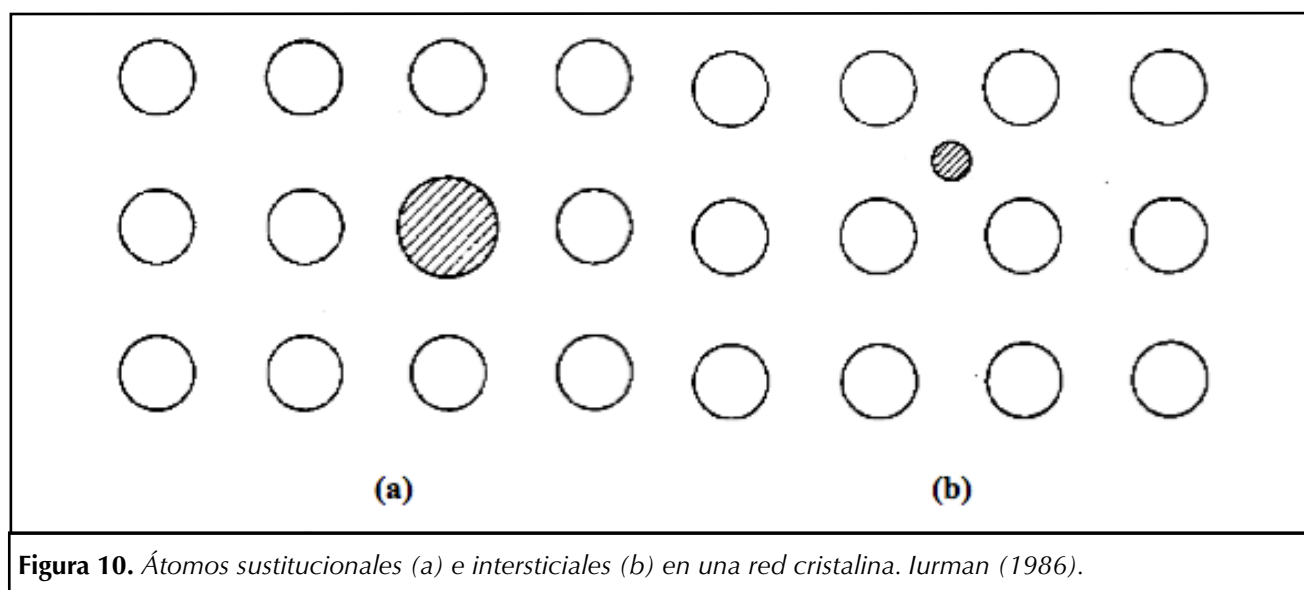 (a) (b)
Figura 10. Átomos sustitucionales (a) e intersticiales (b) en una red cristalina. Iurman (1986).